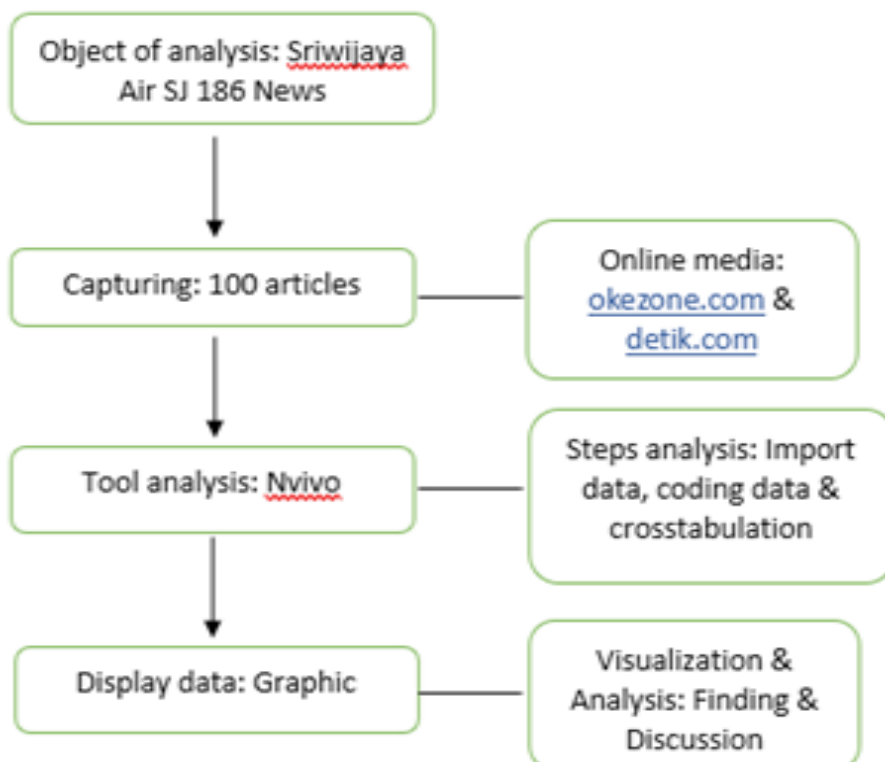 Object of analysis: Sriwijaya
Air SJ 186 News
Capturing: 100 articles
Online media:
okezone.com &
detik.com
Tool analysis: Nvivo
Steps analysis: Import
data, coding data &
crosstabulation
Display data: Graphic
Visualization &
Analysis: Finding &
Discussion